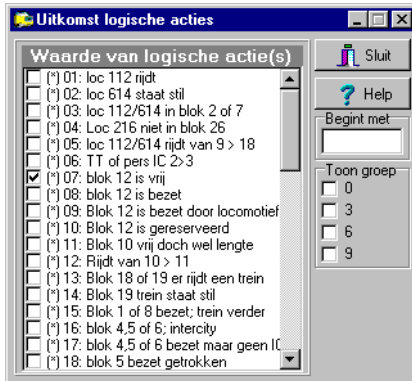 Uitkomst logische acties
Waarde van logische actie(s)
(*) 01: loc 112 rijdt
(*) 02: loc 614 staat stil
(*) 03: loc 112/614 in blok 2 of 7
(*) 04: Loc 216 niet in blok 26
(*) 05: loc 112/614 rijdt van 9 > 18
(*) 06: TT of pers IC 2>3
(*) 07: blok 12 is vrij
(*) 08: blok 12 is bezet
(*) 09: Blok 12 is bezet door locomotief
(*) 10: Blok 12 is gereserveerd
(*) 11: Blok 10 vrij doch wel lengte
(*) 12: Rijdt van 10 > 11
(*) 13: Blok 18 of 19 er rijdt een trein
(*) 14: Blok 19 trein staat stil
(*) 15: Blok 1 of 8 bezet; trein verder
(*) 16: blok 4,5 of 6; intercity
(*) 17: blok 4,5 of 6 bezet maar geen IC
(*) 18: blok 5 bezet getrokken
Sluit
Help
Begint met
Toon groep
0
3
6
9